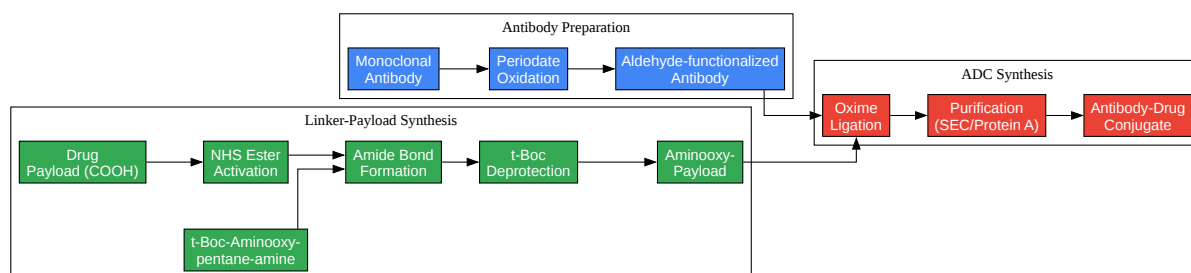 Antibody Preparation
Monoclonal
Antibody
Periodate
Oxidation
Aldehyde-functionalized
Antibody
ADC Synthesis
Oxime
Ligation
Purification
(SEC/Protein A)
Antibody-Drug
Conjugate
Linker-Payload Synthesis
Drug
Payload (COOH)
NHS Ester
Activation
Amide Bond
Formation
t-Boc
Deprotection
Aminooxy-
Payload
t-Boc-Aminooxy-
pentane-amine